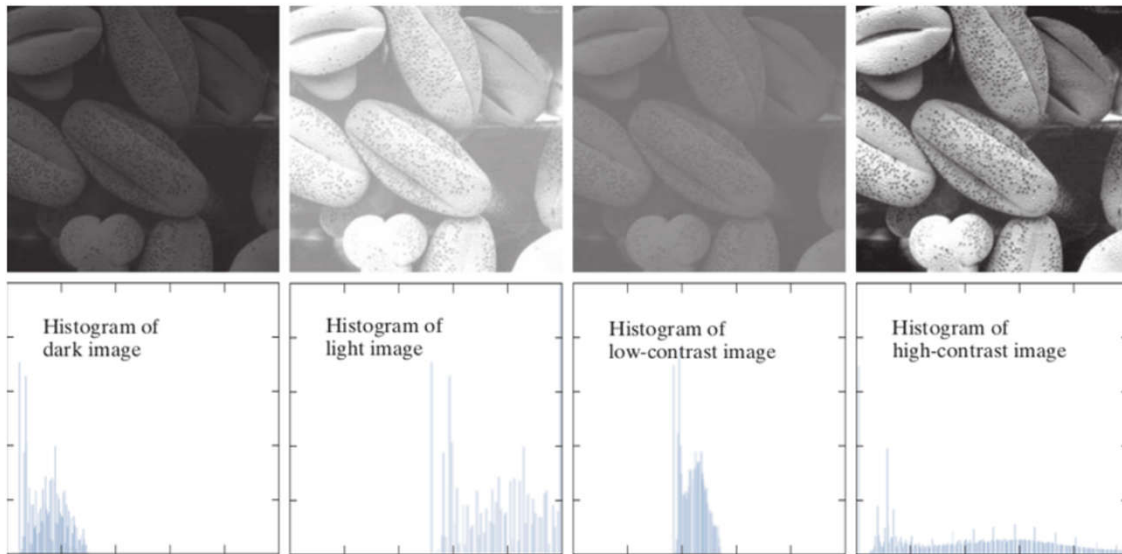 Histogram of
dark image
Histogram of
light image
Histogram of
low-contrast image
Histogram of
high-contrast image